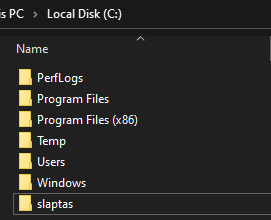 is PC > Local Disk (C:)
Name
PerfLogs
Program Files
Program Files (x86)
Temp
Users
Windows
slaptas